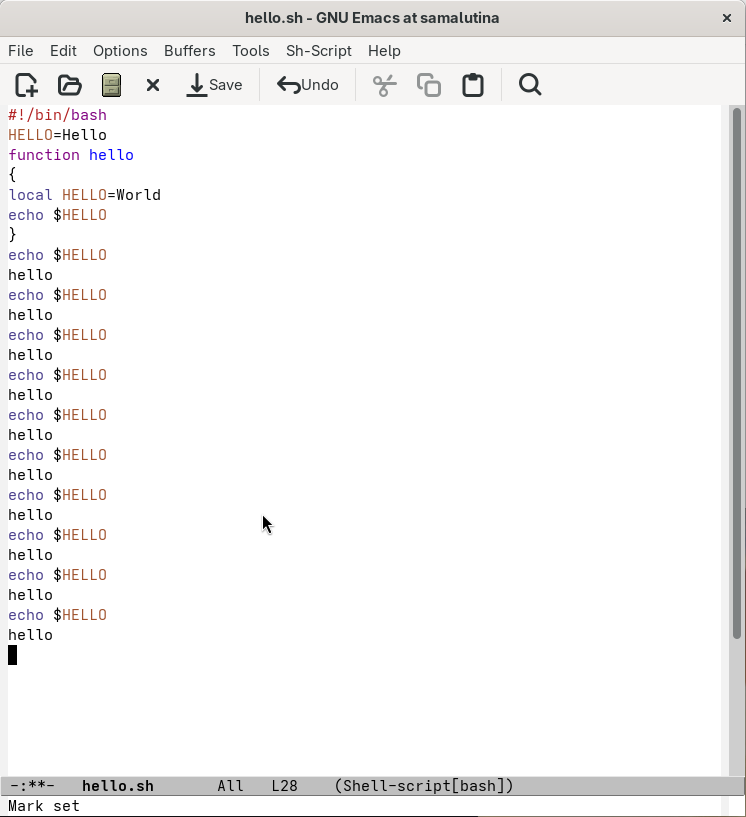 hello.sh - GNU Emacs at samalutina
File Edit Options Buffers Tools Sh-Script Help
Save Undo
#!/bin/bash
HELLO=Hello
function hello
{
local HELLO=World
echo $HELLO
}
echo $HELLO
hello
echo $HELLO
hello
echo $HELLO
hello
echo $HELLO
hello
echo $HELLO
hello
echo $HELLO
hello
echo $HELLO
hello
echo $HELLO
hello
echo $HELLO
hello
echo $HELLO
hello
-:**- hello.sh All L28 (Shell-script[bash])
Mark set